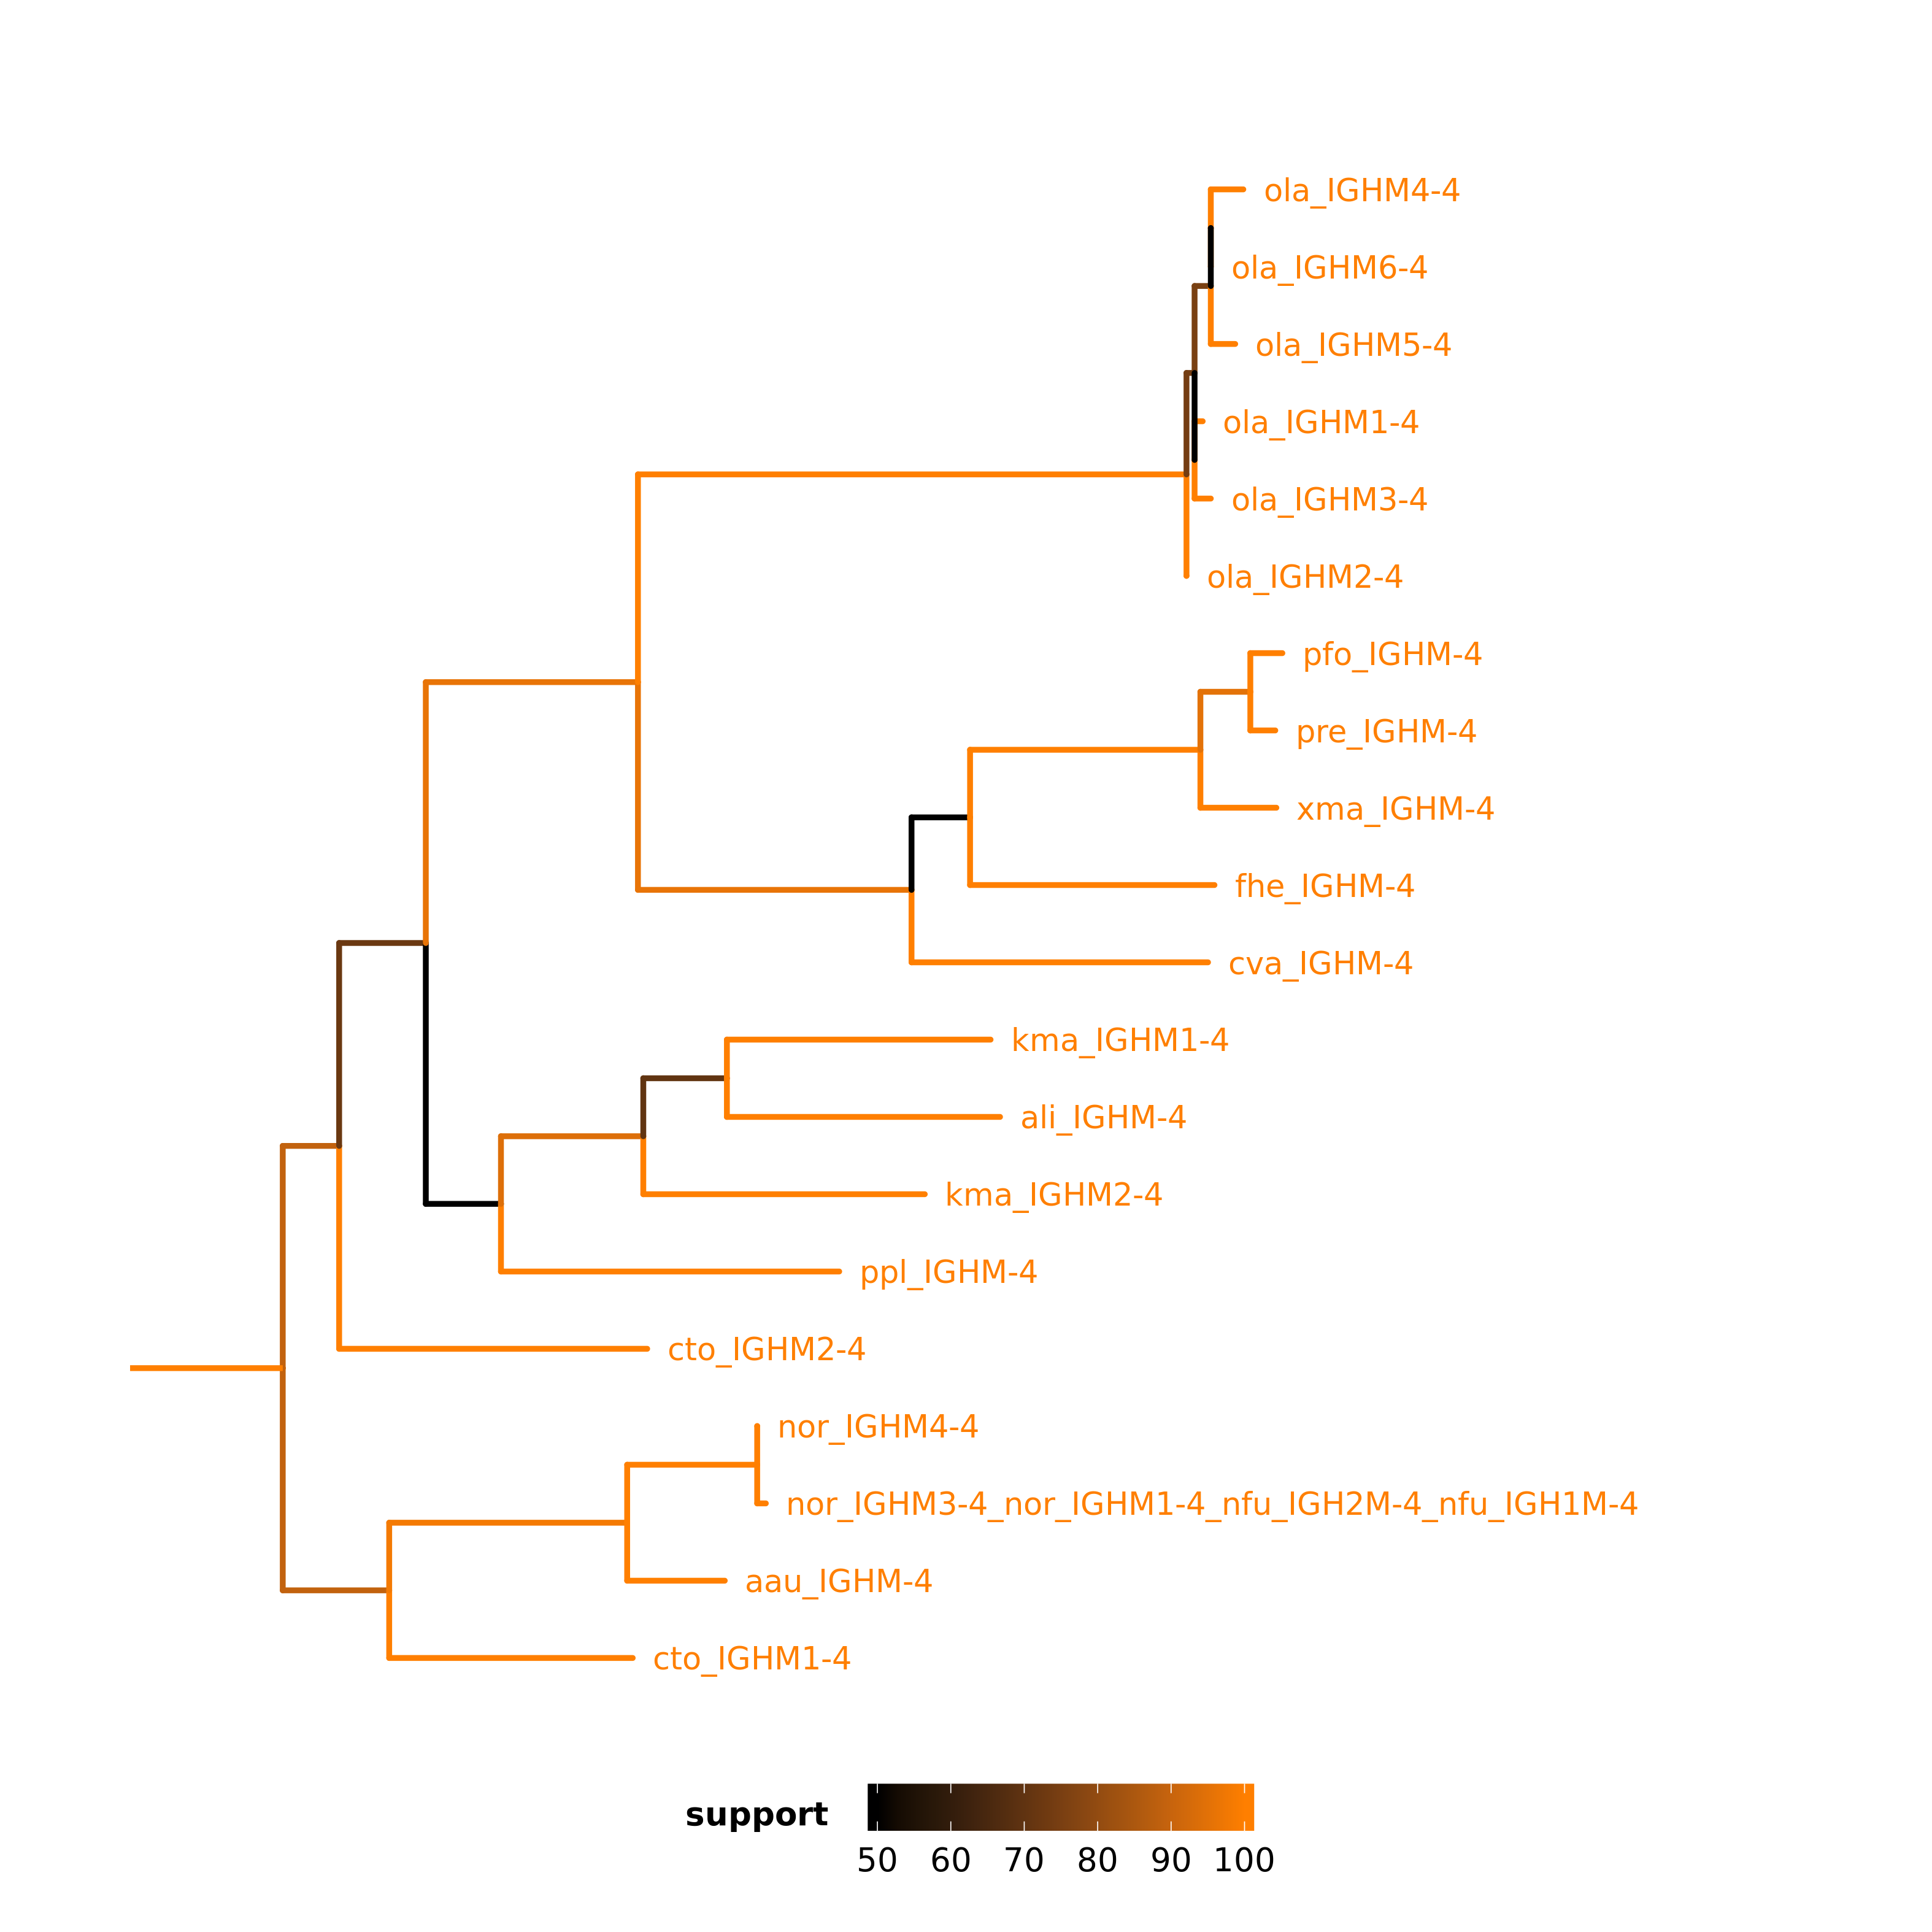 ola_IGHM4-4
ola_IGHM6-4
ola_IGHM5-4
ola_IGHM1-4
ola_IGHM3-4
ola_IGHM2-4
pfo_IGHM-4
pre_IGHM-4
xma_IGHM-4
fhe_IGHM-4
cva_IGHM-4
kma_IGHM1-4
ali_IGHM-4
kma_IGHM2-4
ppl_IGHM-4
cto_IGHM2-4
nor_IGHM4-4
nor_IGHM3-4_nor_IGHM1-4_nfu_IGH2M-4_nfu_IGH1M-4
aau_IGHM-4
cto_IGHM1-4
support
50 60 70 80 90 100